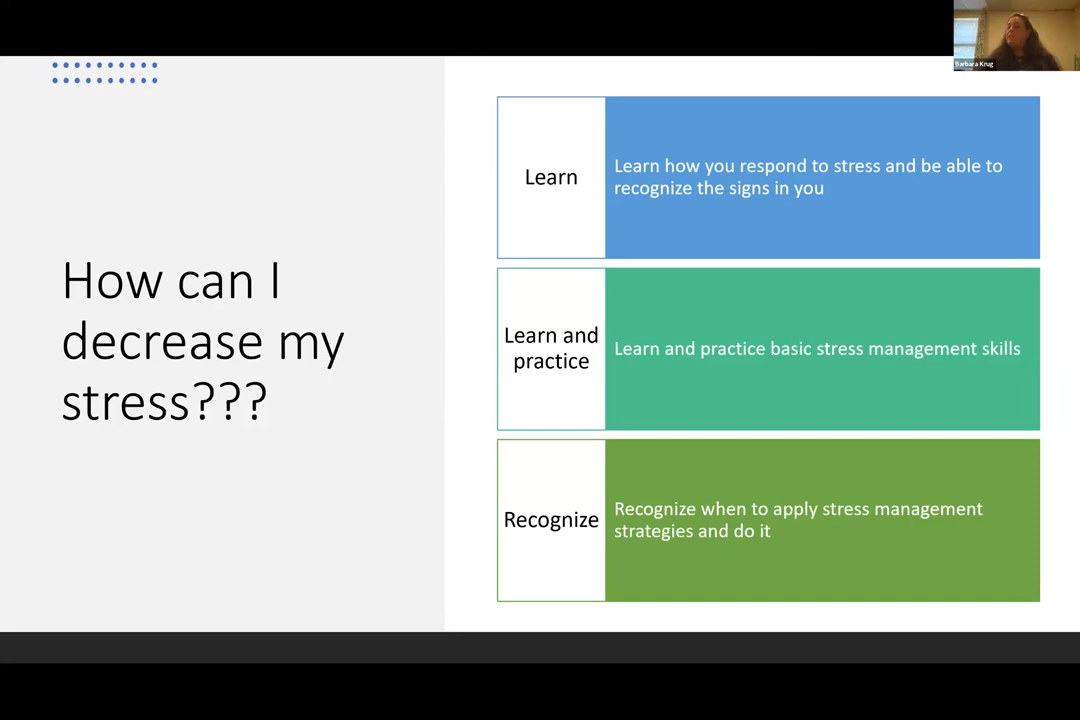 Barbara Krug
How can I
decrease my
stress???
Learn
Learn how you respond to stress and be able to
recognize the signs in you
Learn and
practice
Learn and practice basic stress management skills
Recognize
Recognize when to apply stress management
strategies and do it